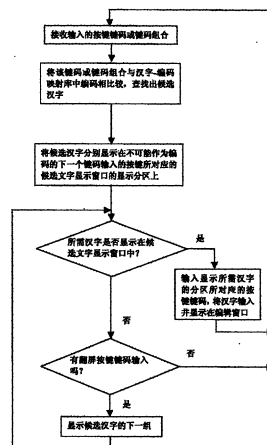 接收输入的按键键码或键码组合
将该键码或键码组合与汉字-编码
映射库中编码相比较，查找出候选
汉字
将候选汉字分别显示在不可能作为编
码的下一个键码输入的按键所对应的
候选文字显示窗口的显示分区上
所需汉字是否显示在候
选文字显示窗口中？
是
输入显示所需汉字
的分区所对应的按
键键码，将汉字输入
并显示在编辑窗口
否
有翻屏按键键码输入
吗？
否
是
显示候选汉字的下一组